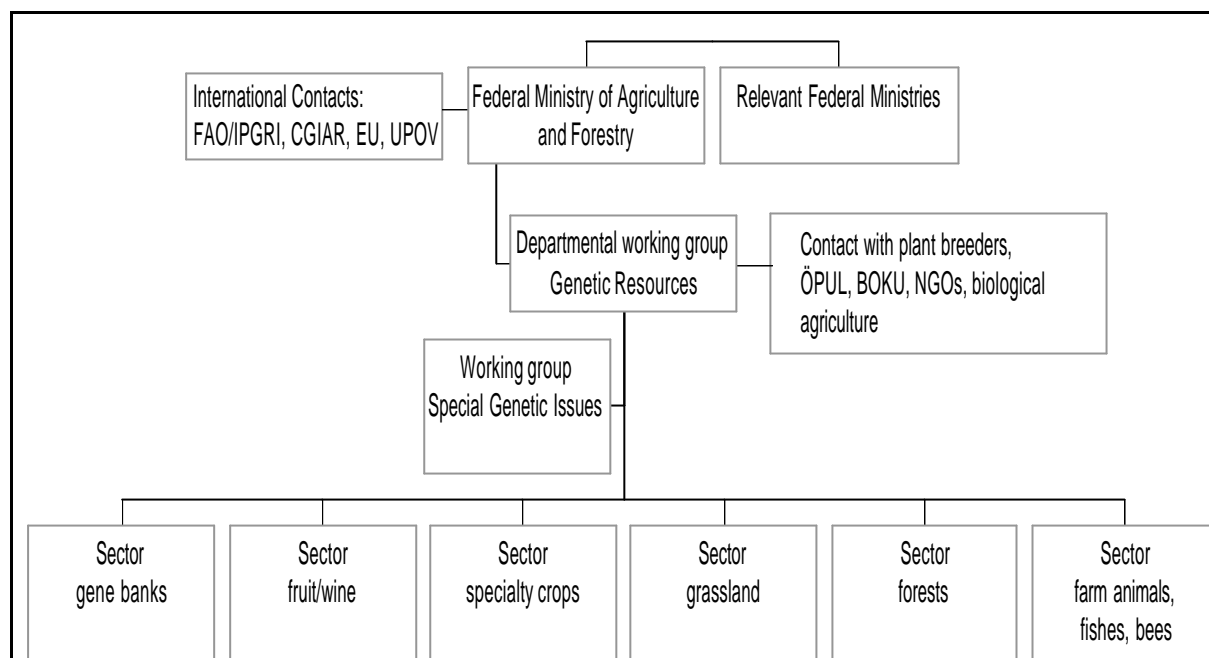 International Contacts:
FAO/IPGRI, CGIAR, EU, UPOV
Federal Ministry of Agriculture
and Forestry
Relevant Federal Ministries
Departmental working group
Genetic Resources
Contact with plant breeders,
ÖPUL, BOKU, NGOs, biological
agriculture
Working group
Special Genetic Issues
Sector
gene banks
Sector
fruit/wine
Sector
specialty crops
Sector
grassland
Sector
forests
Sector
farm animals,
fishes, bees